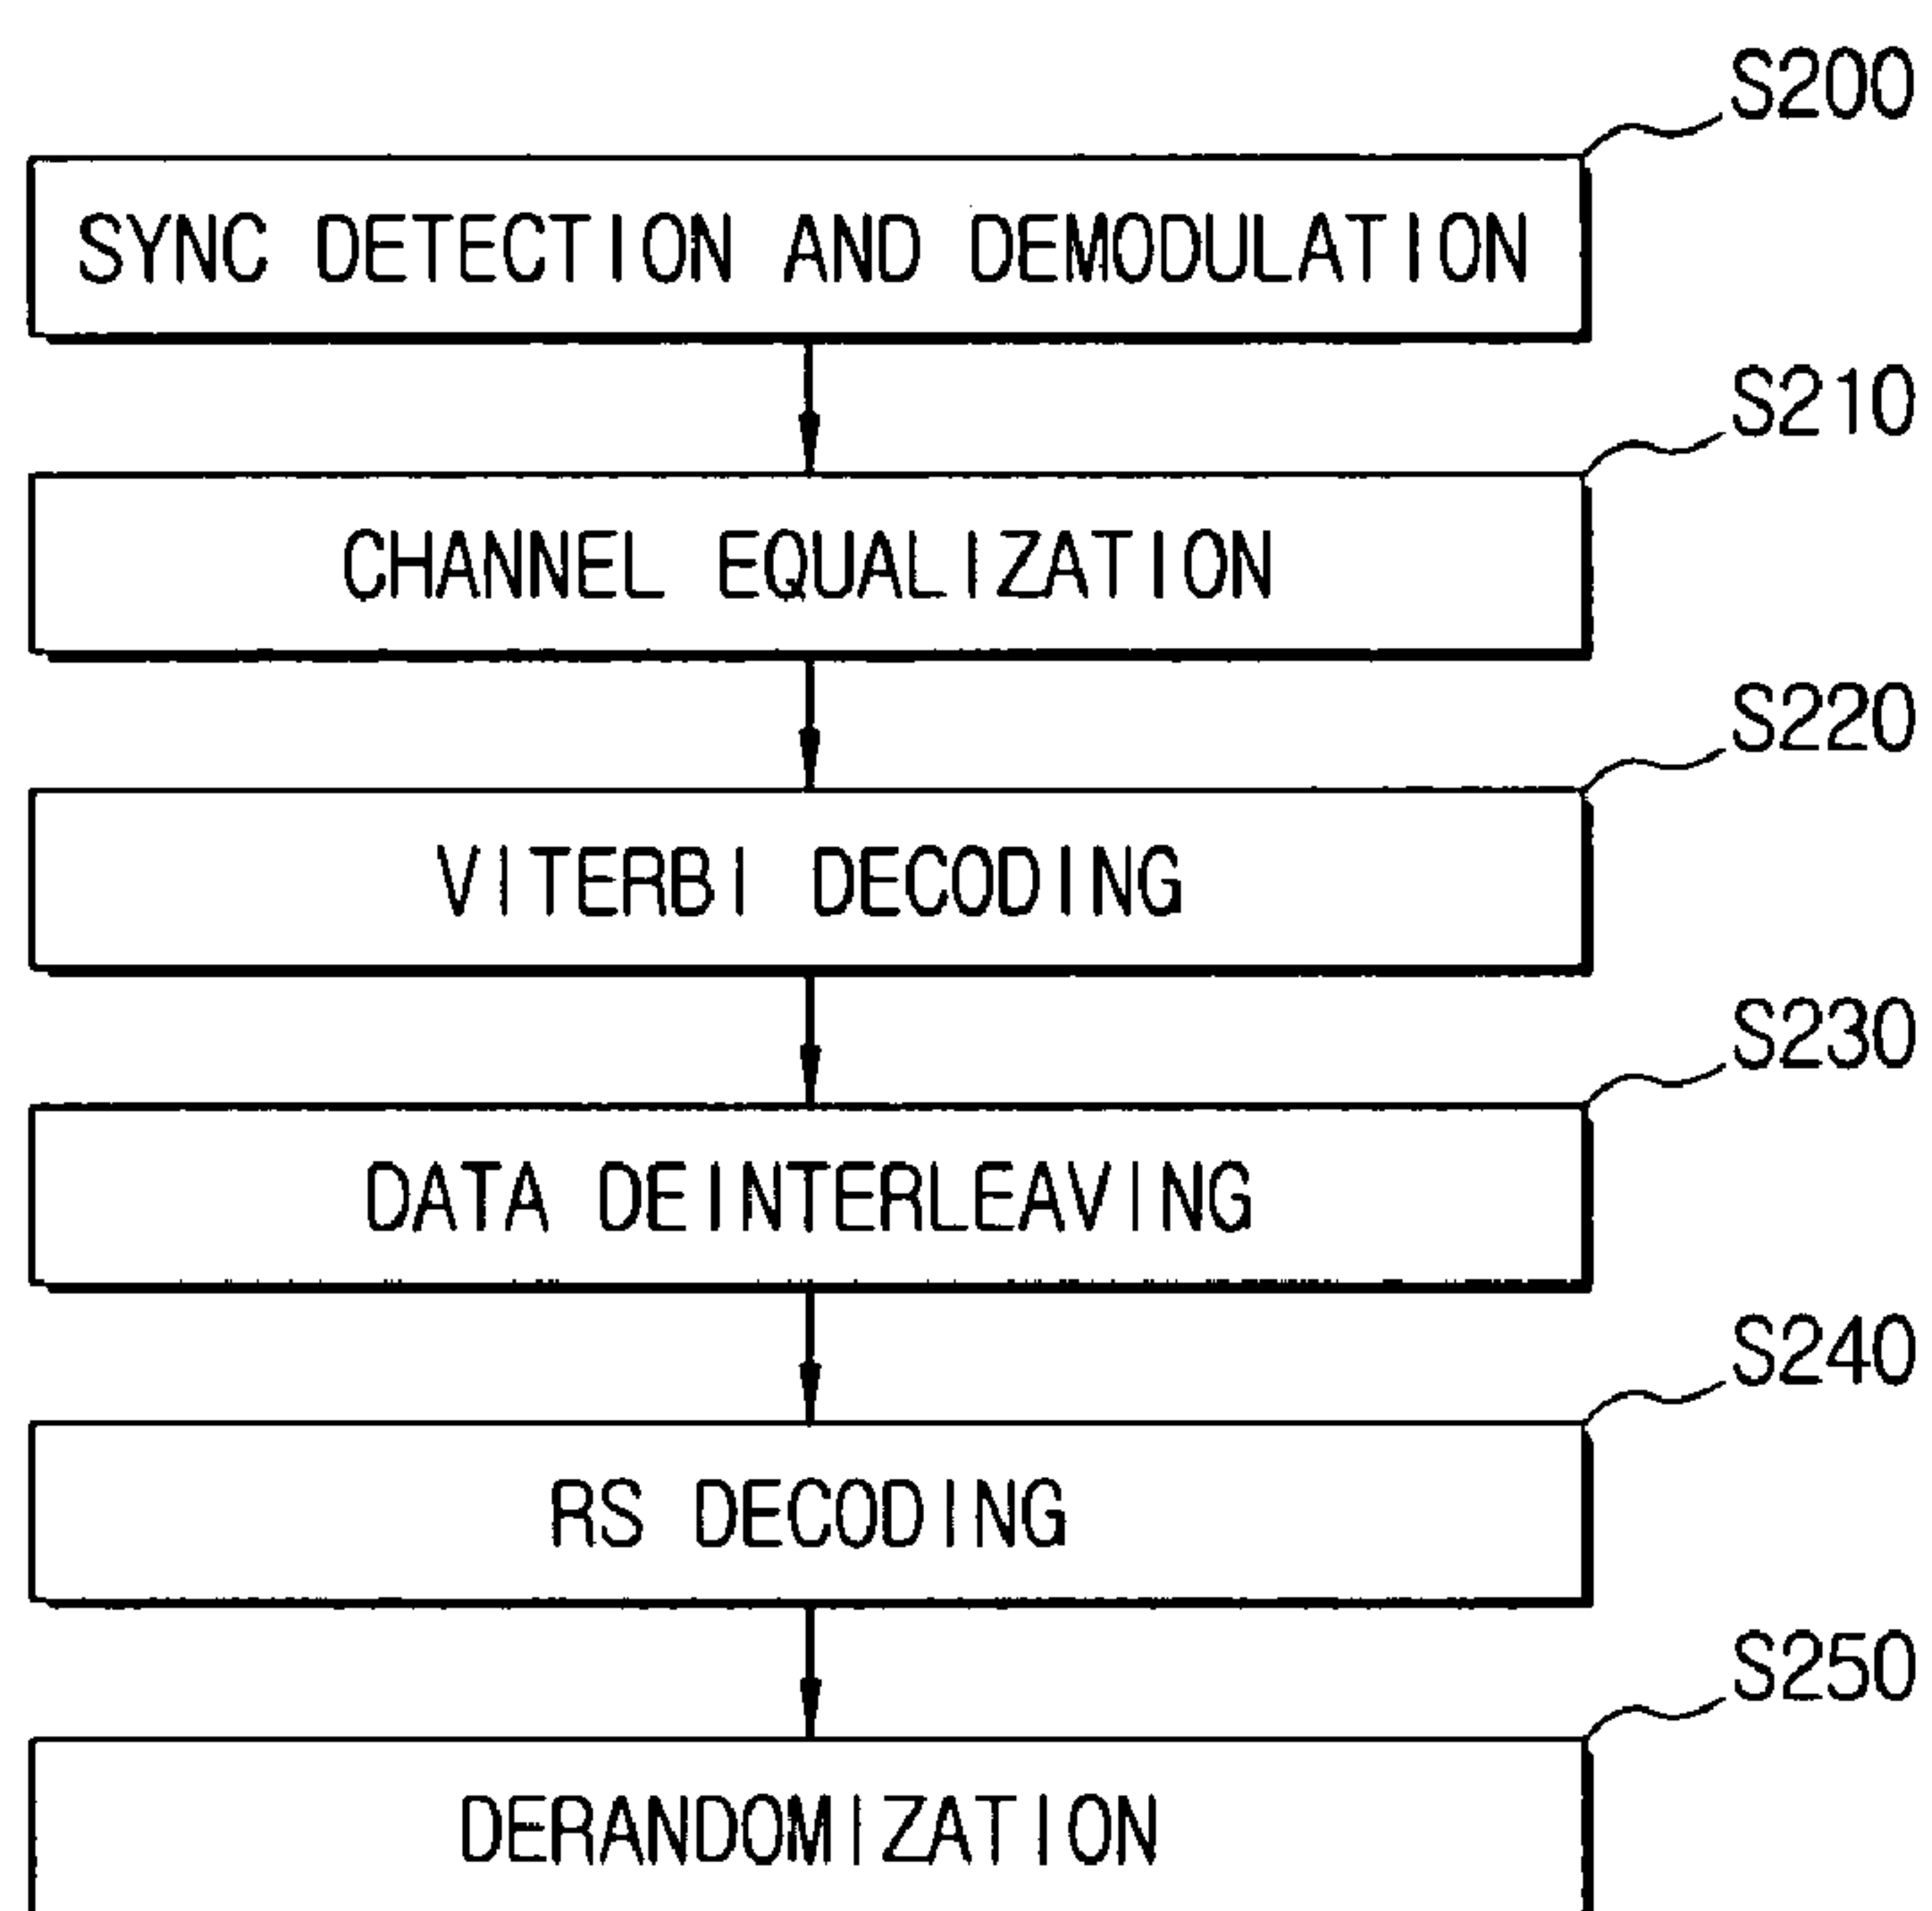 S200
SYNC DETECTION AND DEMODULATION
S210
CHANNEL EQUALIZATION
S220
VITERBI DECODING
S230
DATA DEINTERLEAVING
S240
RS DECODING
S250
DERANDOMIZATION